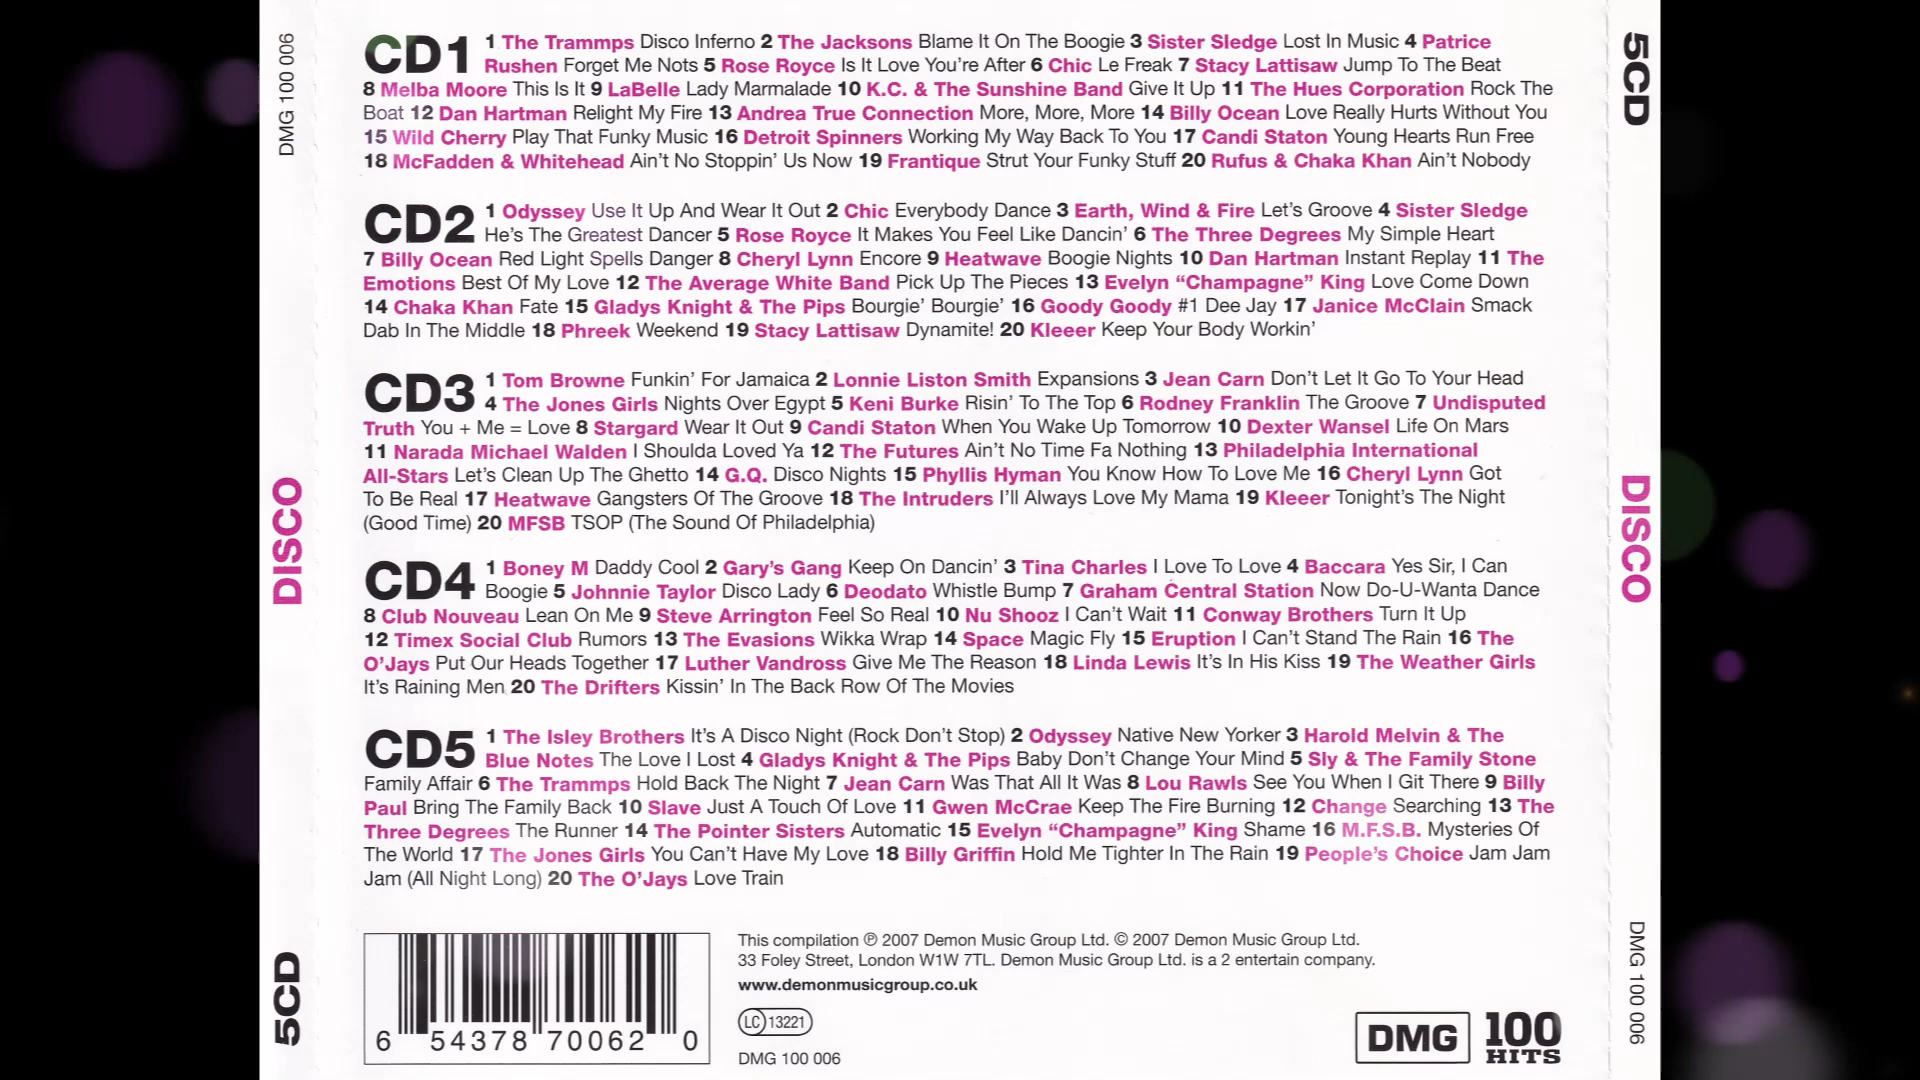 DMG 100 006
DISCO
5CD
CD1 1 The Trammps Disco Inferno 2 The Jacksons Blame It On The Boogie 3 Sister Sledge Lost In Music 4 Patrice
Rushen Forget Me Nots 5 Rose Royce Is It Love You're After 6 Chic Le Freak 7 Stacy Lattisaw Jump To The Beat
8 Melba Moore This Is It 9 LaBelle Lady Marmalade 10 K.C. & The Sunshine Band Give It Up 11 The Hues Corporation Rock The
Boat 12 Dan Hartman Relight My Fire 13 Andrea True Connection More, More, More 14 Billy Ocean Love Really Hurts Without You
15 Wild Cherry Play That Funky Music 16 Detroit Spinners Working My Way Back To You 17 Candi Staton Young Hearts Run Free
18 McFadden & Whitehead Ain't No Stoppin' Us Now 19 Frantique Strut Your Funky Stuff 20 Rufus & Chaka Khan Ain't Nobody
CD2 1 Odyssey Use It Up And Wear It Out 2 Chic Everybody Dance 3 Earth, Wind & Fire Let's Groove 4 Sister Sledge
He's The Greatest Dancer 5 Rose Royce It Makes You Feel Like Dancin' 6 The Three Degrees My Simple Heart
7 Billy Ocean Red Light Spells Danger 8 Cheryl Lynn Encore 9 Heatwave Boogie Nights 10 Dan Hartman Instant Replay 11 The
Emotions Best Of My Love 12 The Average White Band Pick Up The Pieces 13 Evelyn “Champagne” King Love Come Down
14 Chaka Khan Fate 15 Gladys Knight & The Pips Bourgie' Bourgie' 16 Goody Goody #1 Dee Jay 17 Janice McClain Smack
Dab In The Middle 18 Phreek Weekend 19 Stacy Lattisaw Dynamite! 20 Kleeer Keep Your Body Workin'
CD3 1 Tom Browne Funkin' For Jamaica 2 Lonnie Liston Smith Expansions 3 Jean Carn Don't Let It Go To Your Head
4 The Jones Girls Nights Over Egypt 5 Keni Burke Risin' To The Top 6 Rodney Franklin The Groove 7 Undisputed
Truth You + Me = Love 8 Stargard Wear It Out 9 Candi Staton When You Wake Up Tomorrow 10 Dexter Wansel Life On Mars
11 Narada Michael Walden I Shoulda Loved Ya 12 The Futures Ain't No Time Fa Nothing 13 Philadelphia International
All-Stars Let's Clean Up The Ghetto 14 G.Q. Disco Nights 15 Phyllis Hyman You Know How To Love Me 16 Cheryl Lynn Got
To Be Real 17 Heatwave Gangsters Of The Groove 18 The Intruders I'll Always Love My Mama 19 Kleeer Tonight's The Night
(Good Time) 20 MFSB TSOP (The Sound Of Philadelphia)
CD4 1 Boney M Daddy Cool 2 Gary's Gang Keep On Dancin' 3 Tina Charles I Love To Love 4 Baccara Yes Sir, I Can
Boogie 5 Johnnie Taylor Disco Lady 6 Deodato Whistle Bump 7 Graham Central Station Now Do-U-Wanta Dance
8 Club Nouveau Lean On Me 9 Steve Arrington Feel So Real 10 Nu Shooz I Can't Wait 11 Conway Brothers Turn It Up
12 Timex Social Club Rumors 13 The Evasions Wikka Wrap 14 Space Magic Fly 15 Eruption I Can't Stand The Rain 16 The
O'Jays Put Our Heads Together 17 Luther Vandross Give Me The Reason 18 Linda Lewis It's In His Kiss 19 The Weather Girls
It's Raining Men 20 The Drifters Kissin' In The Back Row Of The Movies
CD5 1 The Isley Brothers It's A Disco Night (Rock Don't Stop) 2 Odyssey Native New Yorker 3 Harold Melvin & The
Blue Notes The Love I Lost 4 Gladys Knight & The Pips Baby Don't Change Your Mind 5 Sly & The Family Stone
Family Affair 6 The Trammps Hold Back The Night 7 Jean Carn Was That All It Was 8 Lou Rawls See You When I Git There 9 Billy
Paul Bring The Family Back 10 Slave Just A Touch Of Love 11 Gwen McCrae Keep The Fire Burning 12 Change Searching 13 The
Three Degrees The Runner 14 The Pointer Sisters Automatic 15 Evelyn “Champagne” King Shame 16 M.F.S.B. Mysteries Of
The World 17 The Jones Girls You Can't Have My Love 18 Billy Griffin Hold Me Tighter In The Rain 19 People's Choice Jam Jam
Jam (All Night Long) 20 The O'Jays Love Train
6 54378 70062 0
This compilation ℗ 2007 Demon Music Group Ltd. © 2007 Demon Music Group Ltd.
33 Foley Street, London W1W 7TL. Demon Music Group Ltd. is a 2 entertain company.
www.demonmusicgroup.co.uk
LC 13221
DMG 100 006
DMG
100 HITS
5CD
DISCO
DMG 100 006